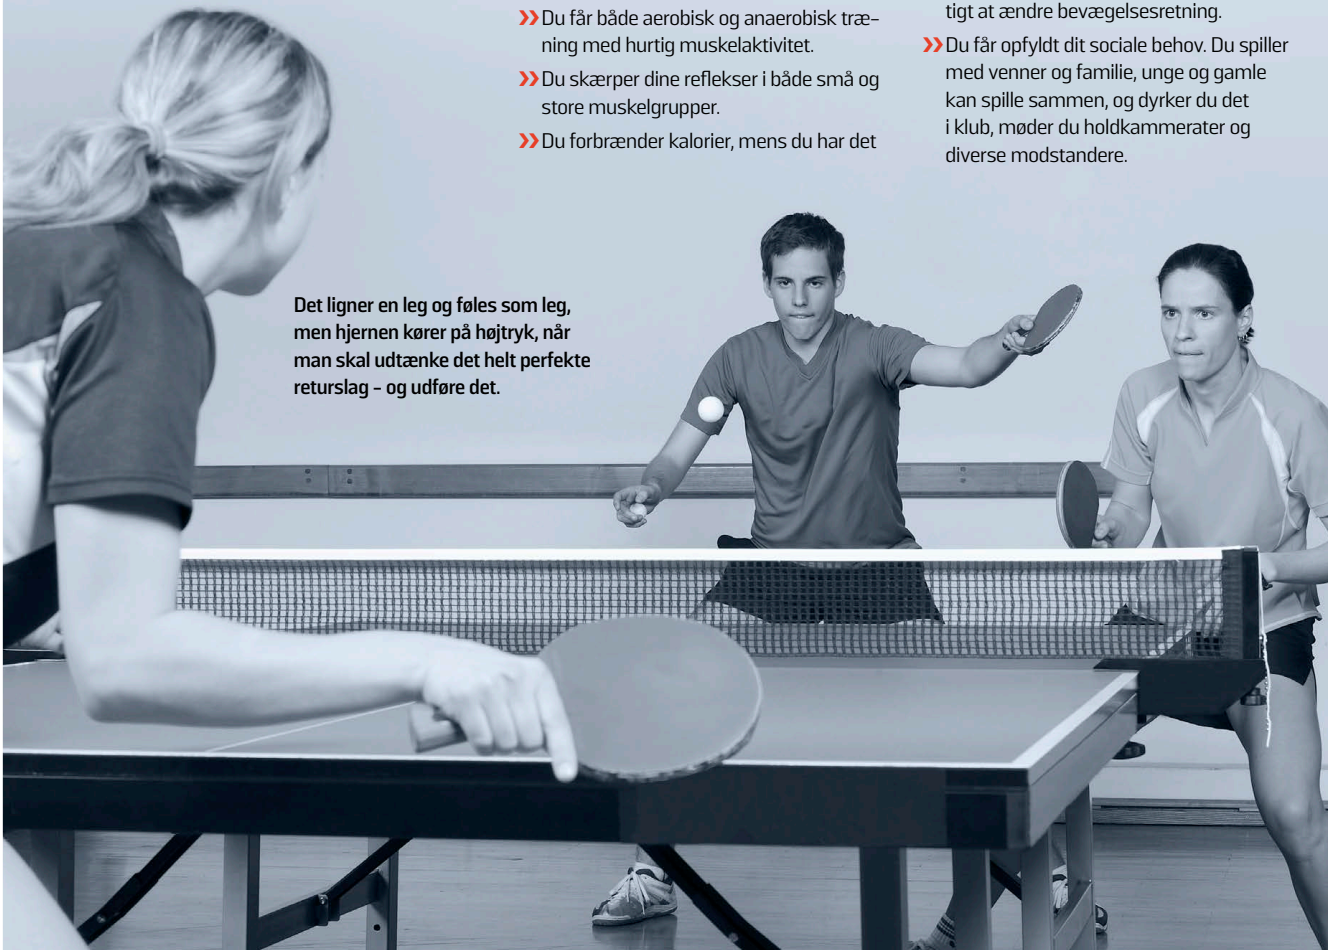 ›› Du får både aerobisk og anaerobisk træ-
ning med hurtig muskelaktivitet.
›› Du skærper dine reflekser i både små og
store muskelgrupper.
›› Du forbrænder kalorier, mens du har det
tigt at ændre bevægelsesretning.
›› Du får opfyldt dit sociale behov. Du spiller
med venner og familie, unge og gamle
kan spille sammen, og dyrker du det
i klub, møder du holdkammerater og
diverse modstandere.
Det ligner en leg og føles som leg,
men hjernen kører på højtryk, når
man skal udtænke det helt perfekte
returslag – og udføre det.